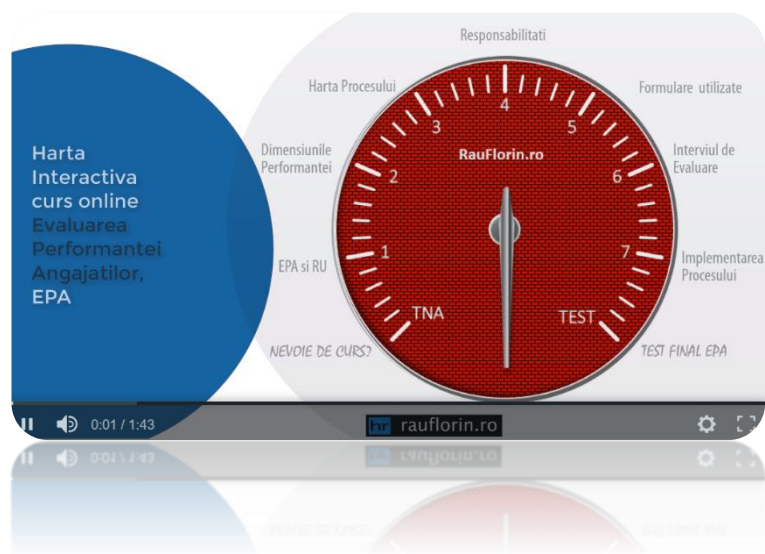 Harta
Interactiva
curs online
Evaluarea
Performantei
Angajatilor,
EPA
Responsabilitati
Harta Procesului
Formulare utilizate
Dimensiunile
Performantei
Interviul de
Evaluare
EPA si RU
Implementarea
Procesului
NEVOIE DE CURS?
TEST FINAL EPA
RauFlorin.ro
TNA
1
2
3
4
5
6
7
TEST
0:01 / 1:43
hr rauflorin.ro